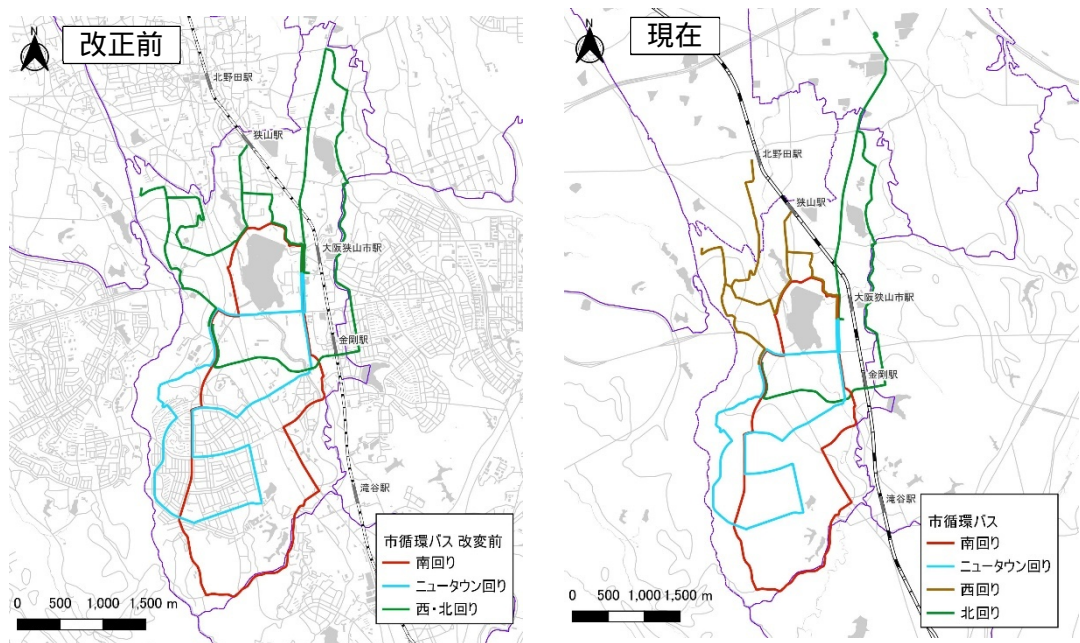 改正前
N
北野田駅
狭山駅
大阪狭山市駅
金剛駅
滝谷駅
市循環バス 改変前
南回り
ニュータウン回り
西・北回り
0 500 1,000 1,500 m
現在
N
北野田駅
狭山駅
大阪狭山市駅
金剛駅
滝谷駅
市循環バス
南回り
ニュータウン回り
西回り
北回り
0 500 1,000 1,500 m